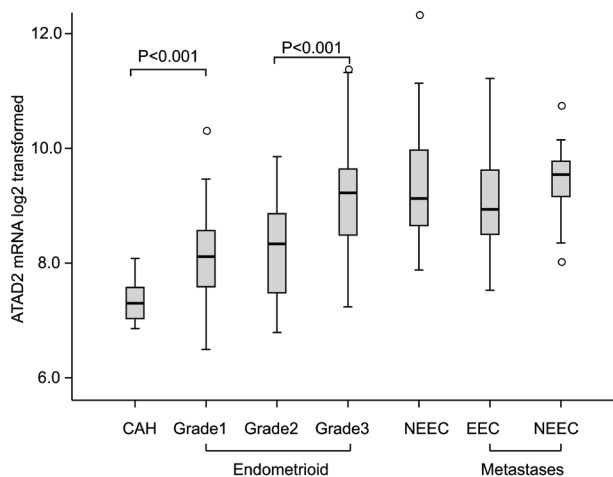 12.0
P<0.001
P<0.001
10.0
8.0
6.0
ATAD2 mRNA log2 transformed
CAH Grade1 Grade2 Grade3 NEEC EEC NEEC
Endometrioid Metastases